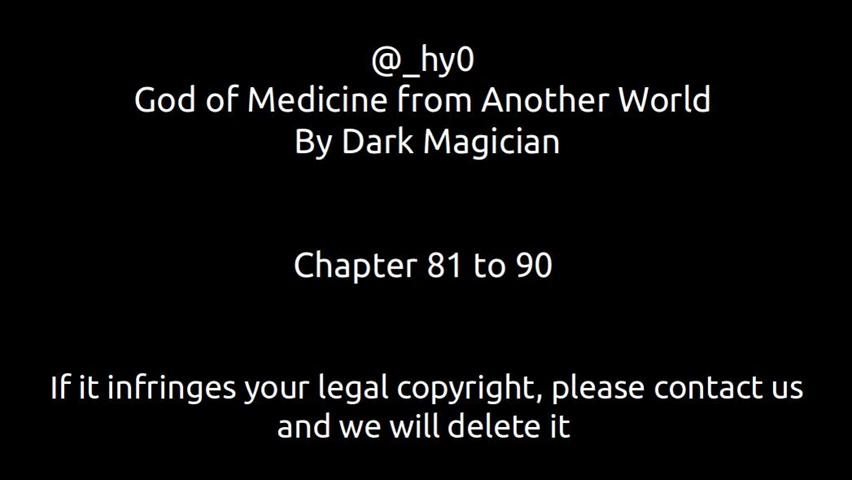 @_hy0
God of Medicine from Another World
By Dark Magician
Chapter 81 to 90
If it infringes your legal copyright, please contact us
and we will delete it